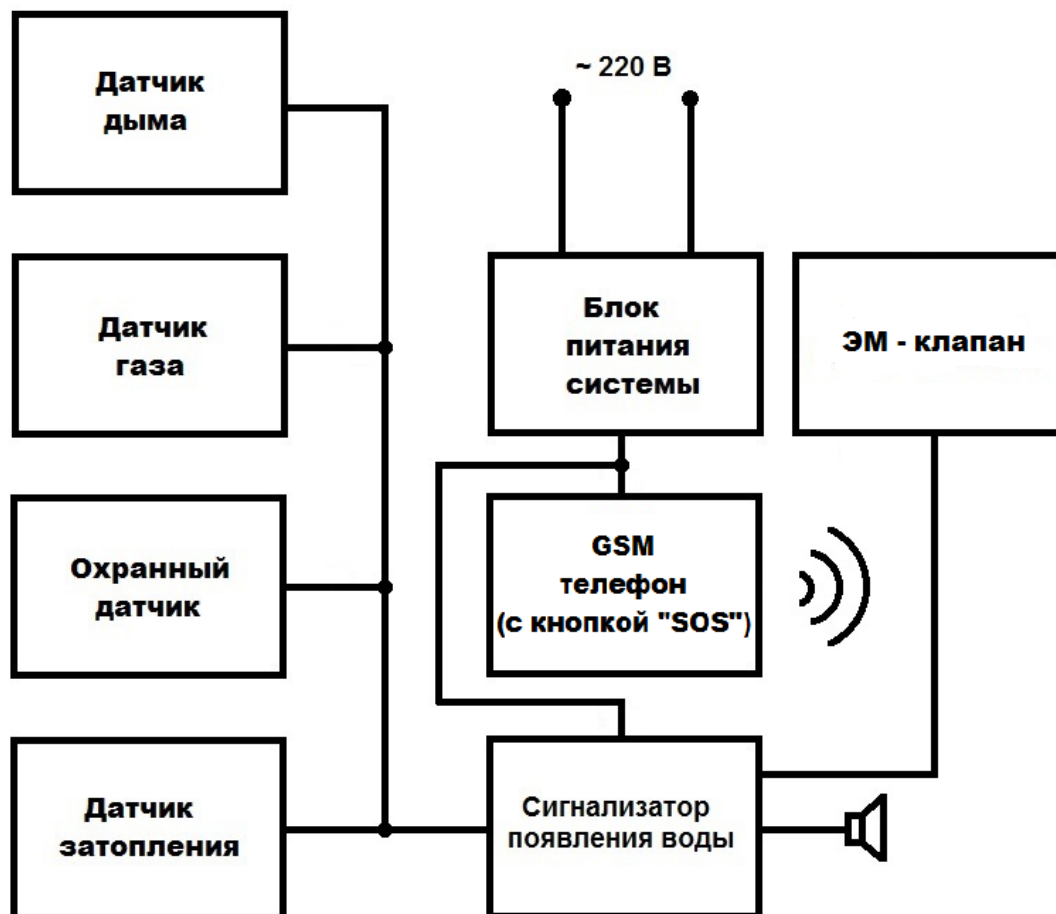 Датчик
дыма
~ 220 В
Датчик
газа
Блок
питания
системы
ЭМ - клапан
Охранный
датчик
GSM
телефон
(с кнопкой "SOS")
Датчик
затопления
Сигнализатор
появления воды